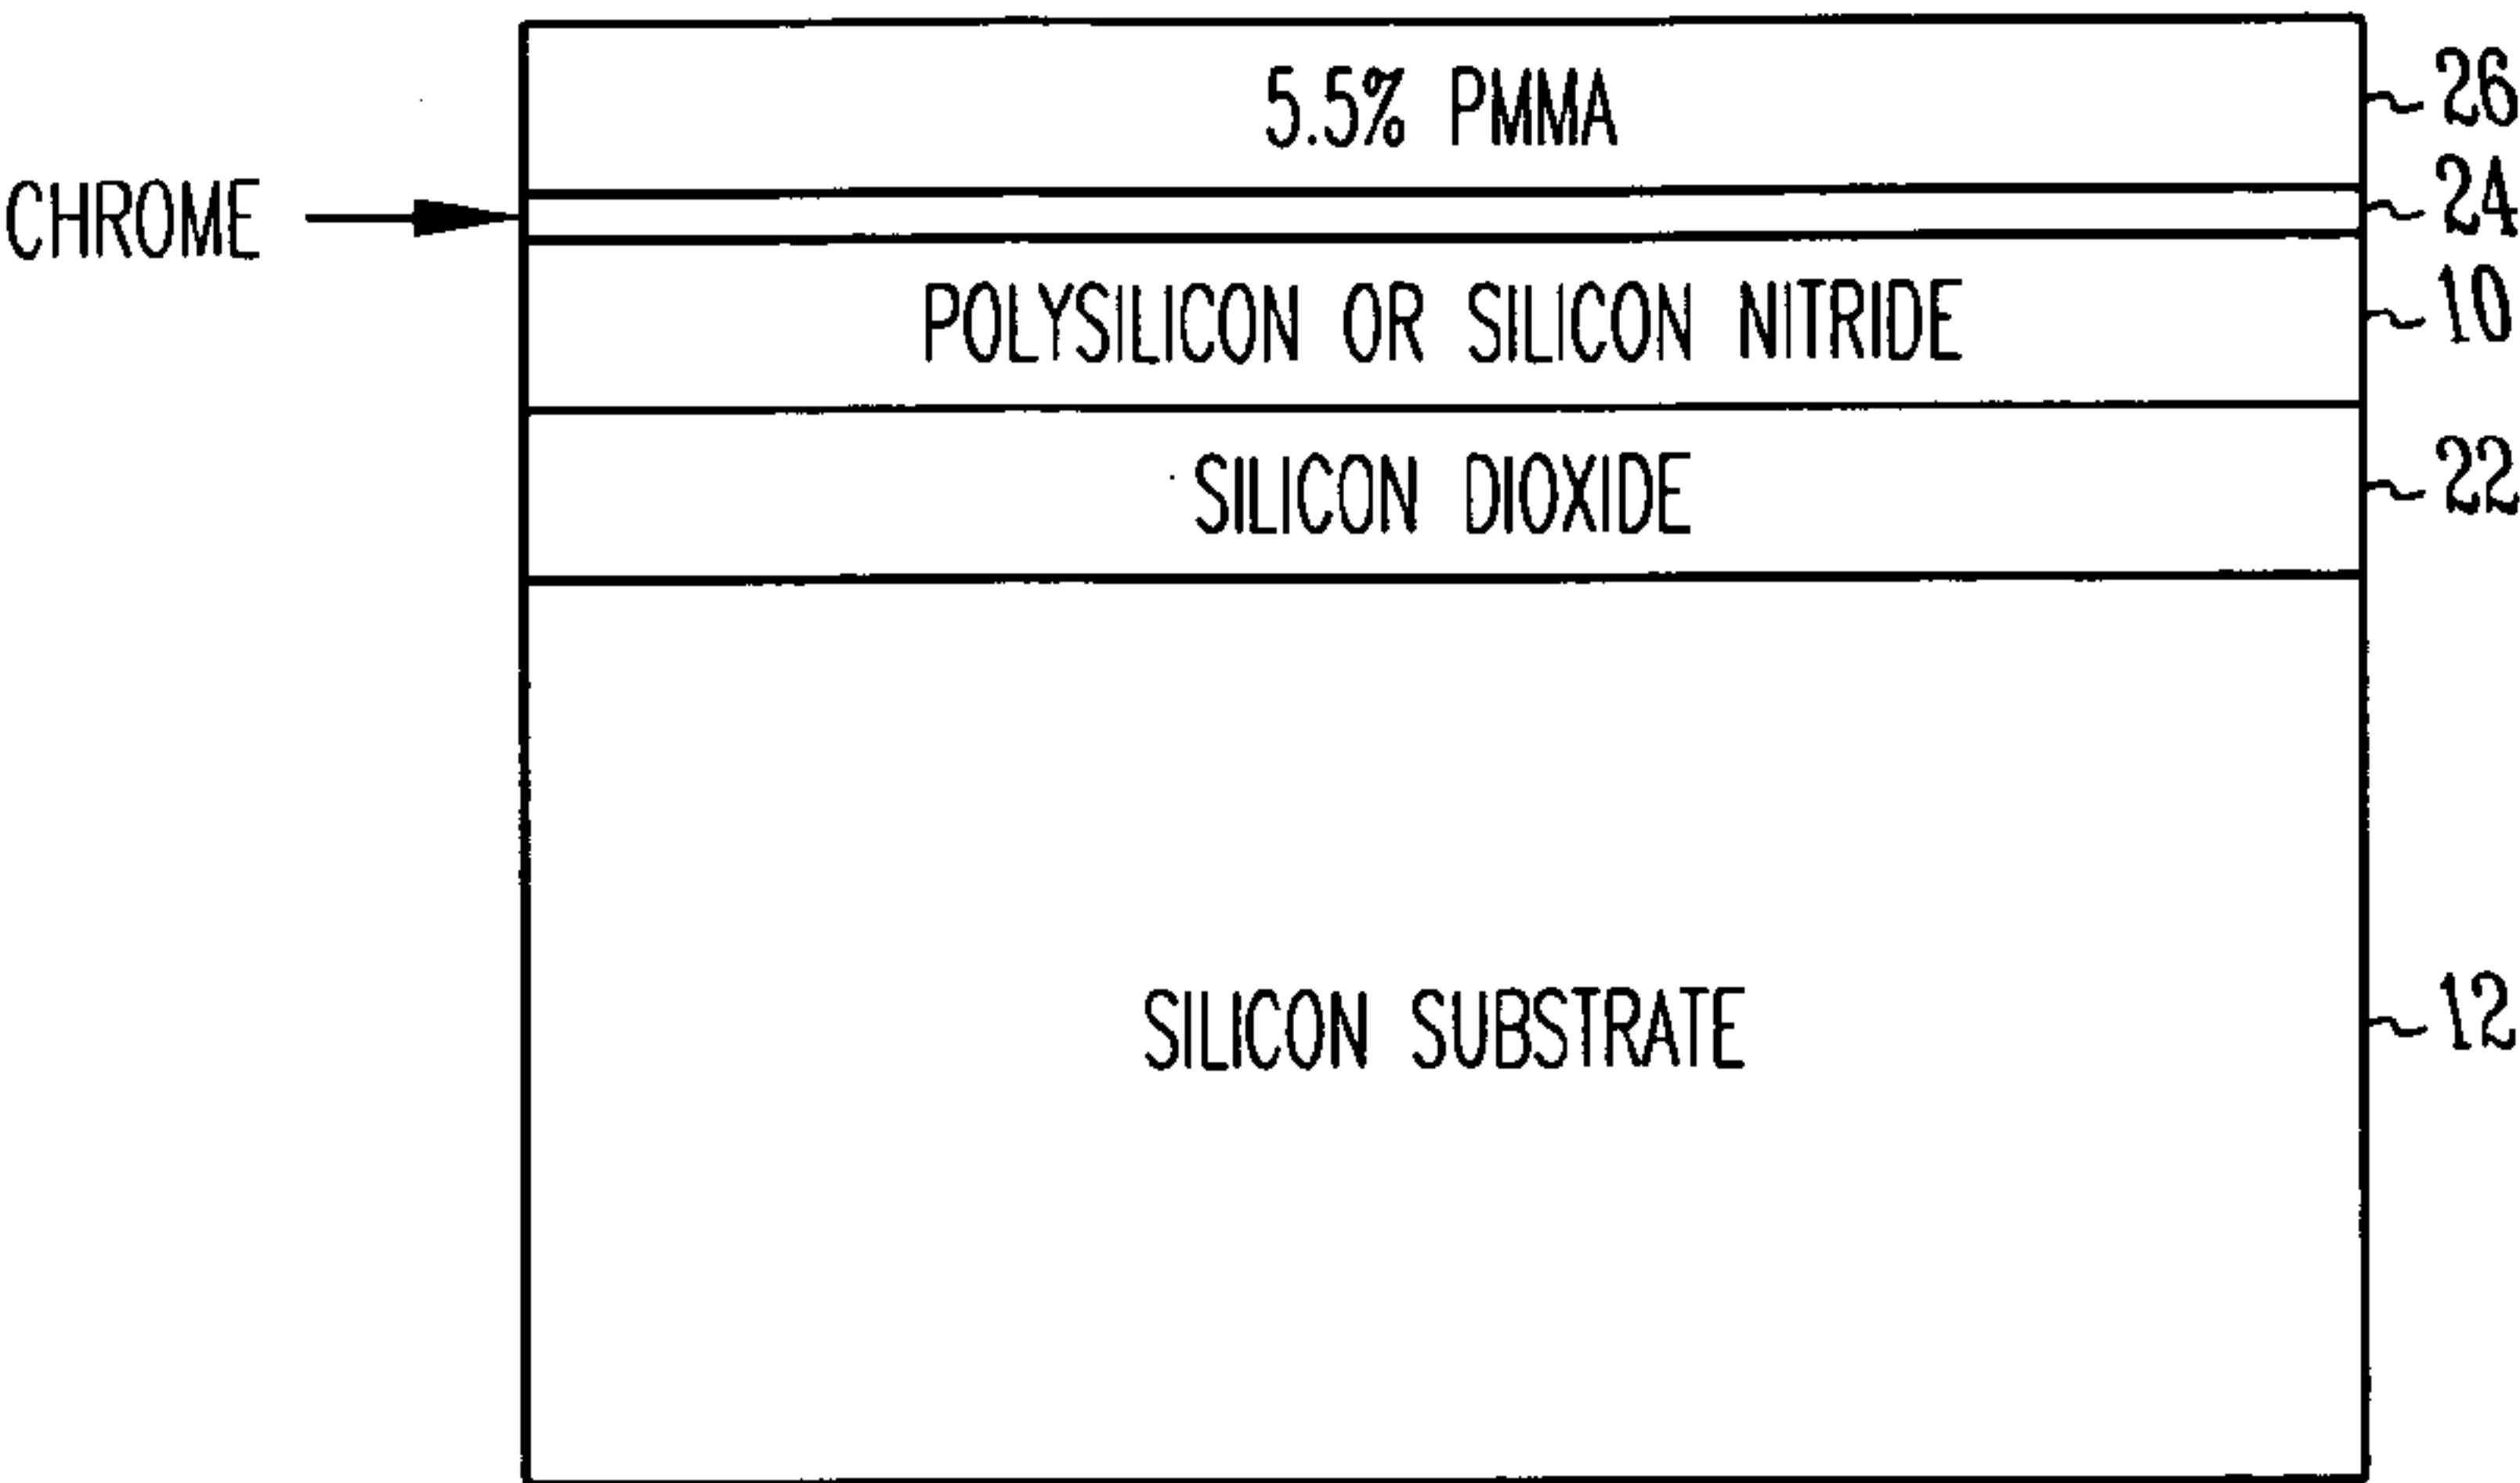 5.5% PMMA
26
CHROME
24
POLYSILICON OR SILICON NITRIDE
10
SILICON DIOXIDE
22
SILICON SUBSTRATE
12